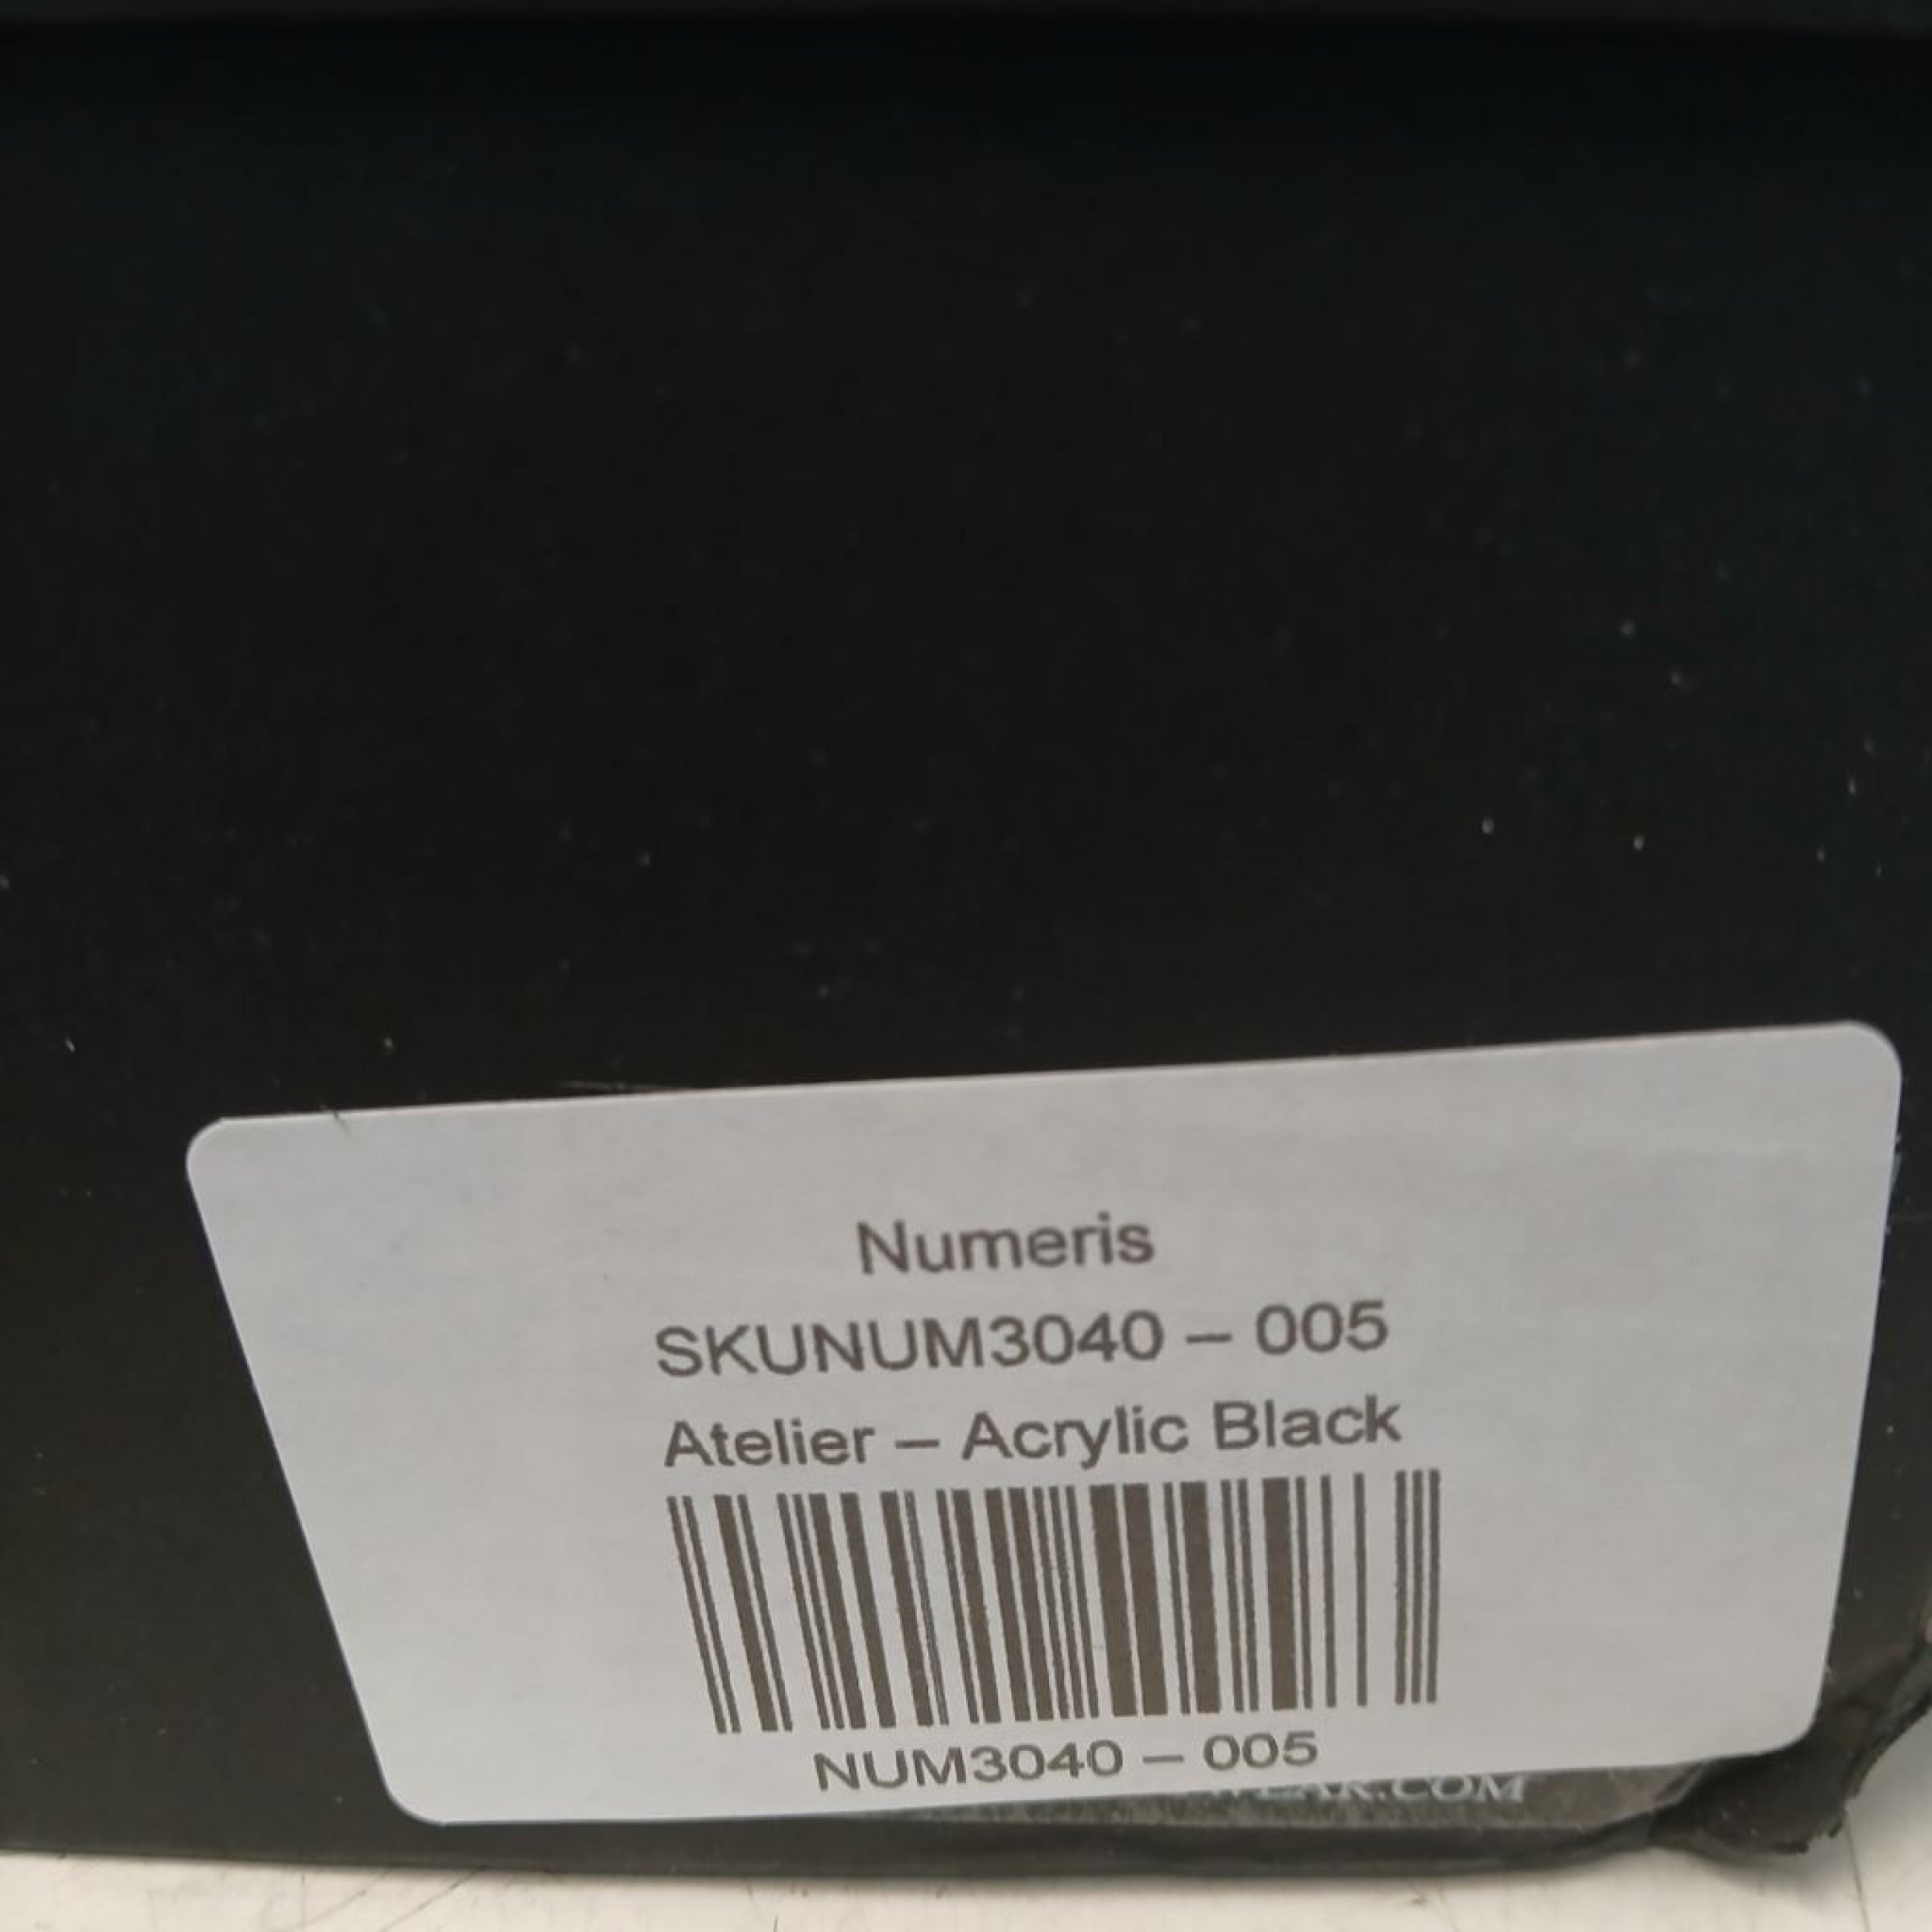 Numeris
SKUNUM3040 – 005
Atelier – Acrylic Black
NUM3040 – 005